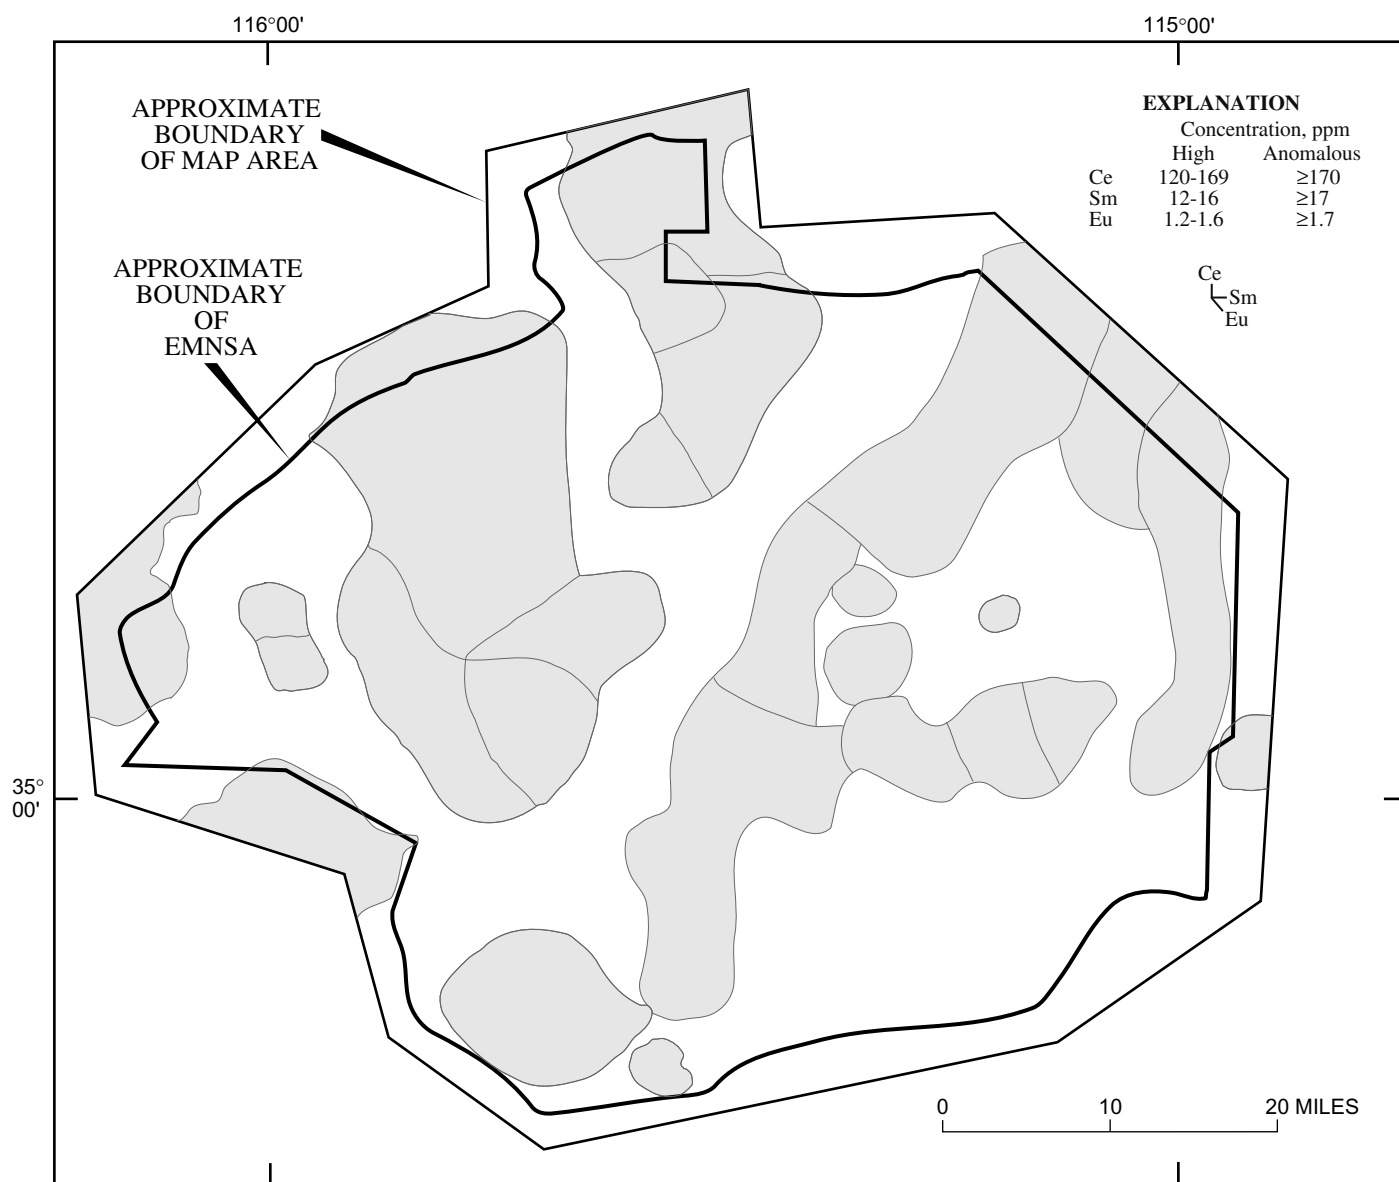 116°00'
115°00'
APPROXIMATE
BOUNDARY
OF MAP AREA
EXPLANATION
Concentration, ppm
High Anomalous
Ce 120-169 ≥170
Sm 12-16 ≥17
Eu 1.2-1.6 ≥1.7
APPROXIMATE
BOUNDARY
OF
EMNSA
Ce
Sm
Eu
35°
00'
0 10 20 MILES